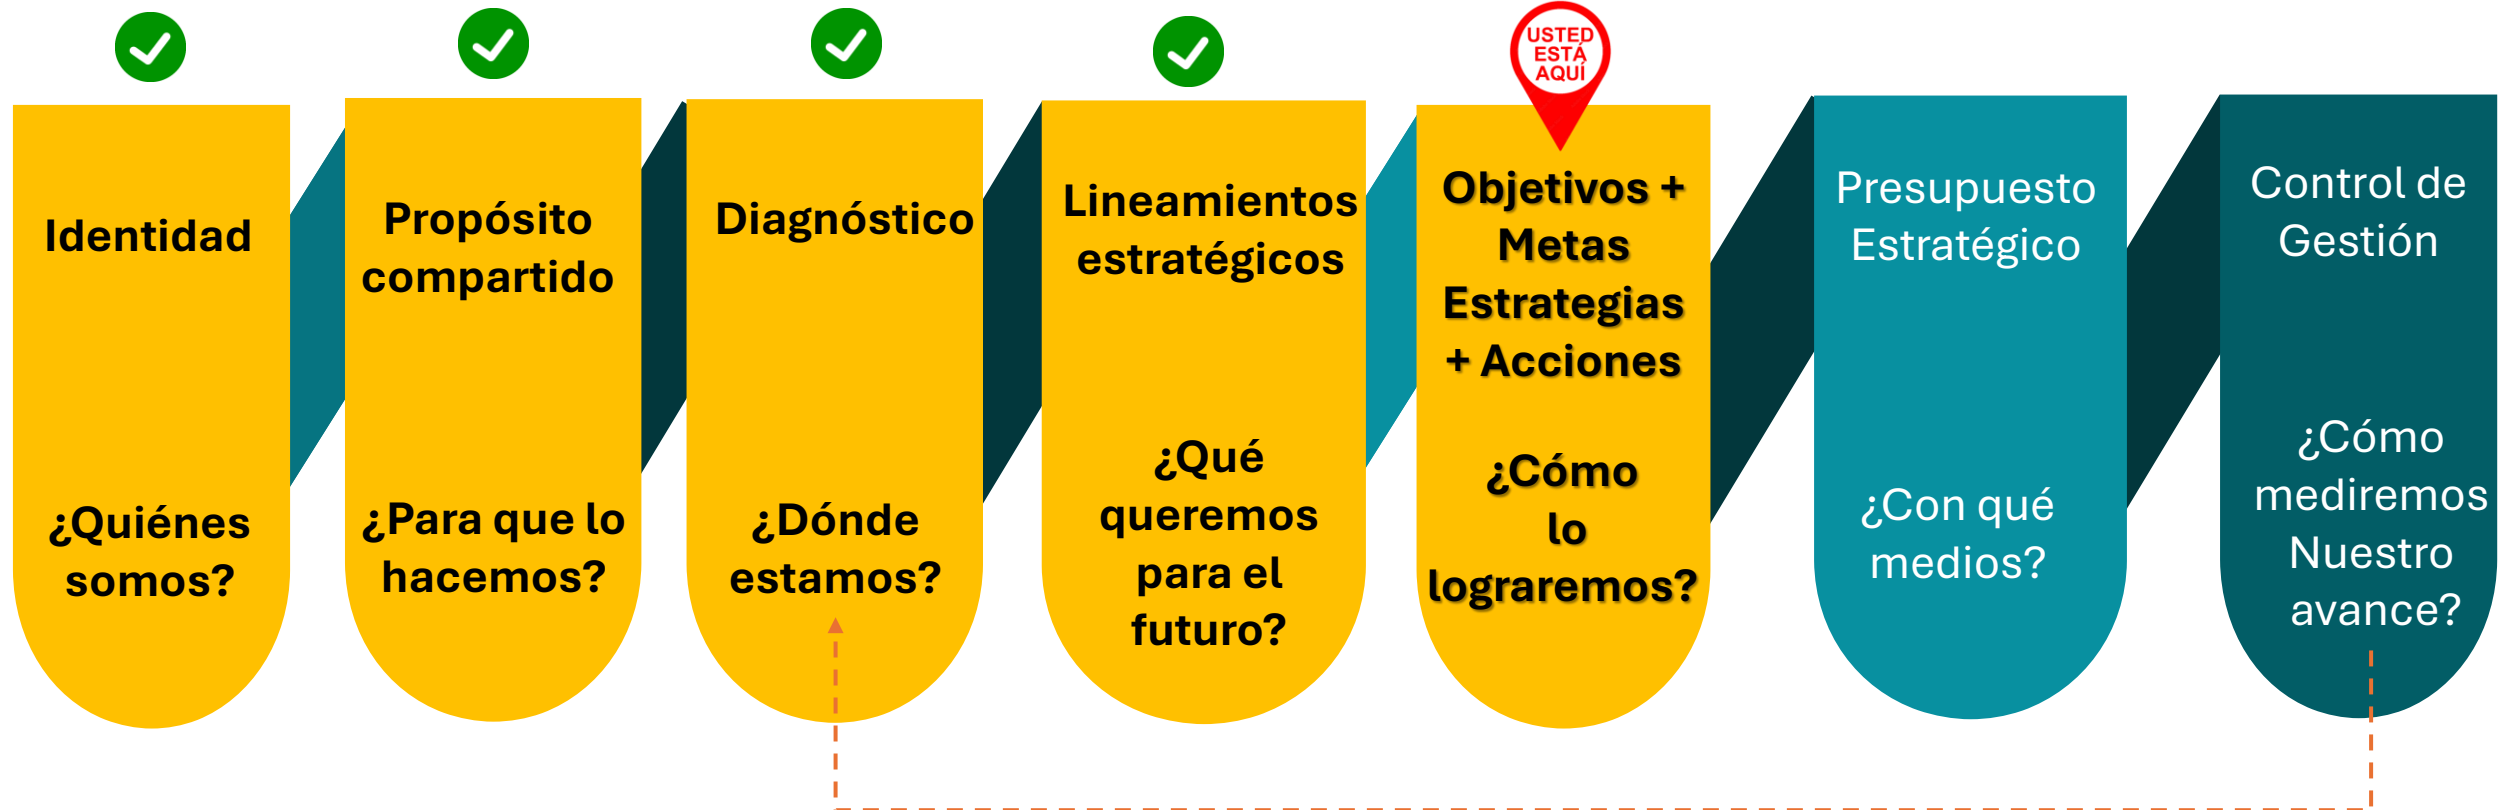 USTED
ESTÁ
AQUÍ
Identidad
¿Quiénes
somos?
Propósito
compartido
¿Para que lo
hacemos?
Diagnóstico
¿Dónde
estamos?
Lineamientos
estratégicos
¿Qué
queremos
para el
futuro?
Objetivos +
Metas
Estrategias
+ Acciones
¿Cómo
lo
lograremos?
Presupuesto
Estratégico
¿Con qué
medios?
Control de
Gestión
¿Cómo
mediremos
Nuestro
avance?